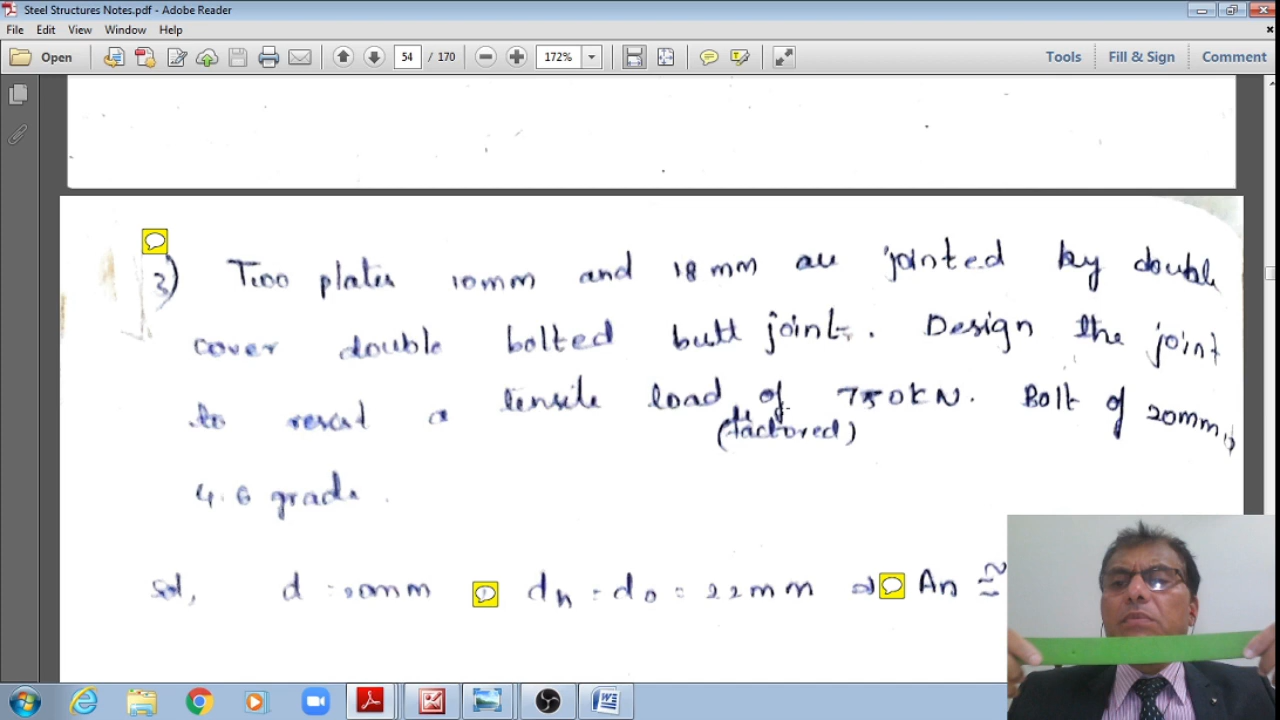 Steel Structures Notes.pdf - Adobe Reader
File Edit View Window Help
Open 54 / 170 172% Tools Fill & Sign Comment
3) Two plates 10mm and 18mm are jointed by double
cover double bolted butt joint. Design the joint
to resist a tensile load of 750kN. Bolt of 20mm,
(factored)
4.6 grade.
Sol, d = 20mm dh = do = 22mm ⇒ An ≅